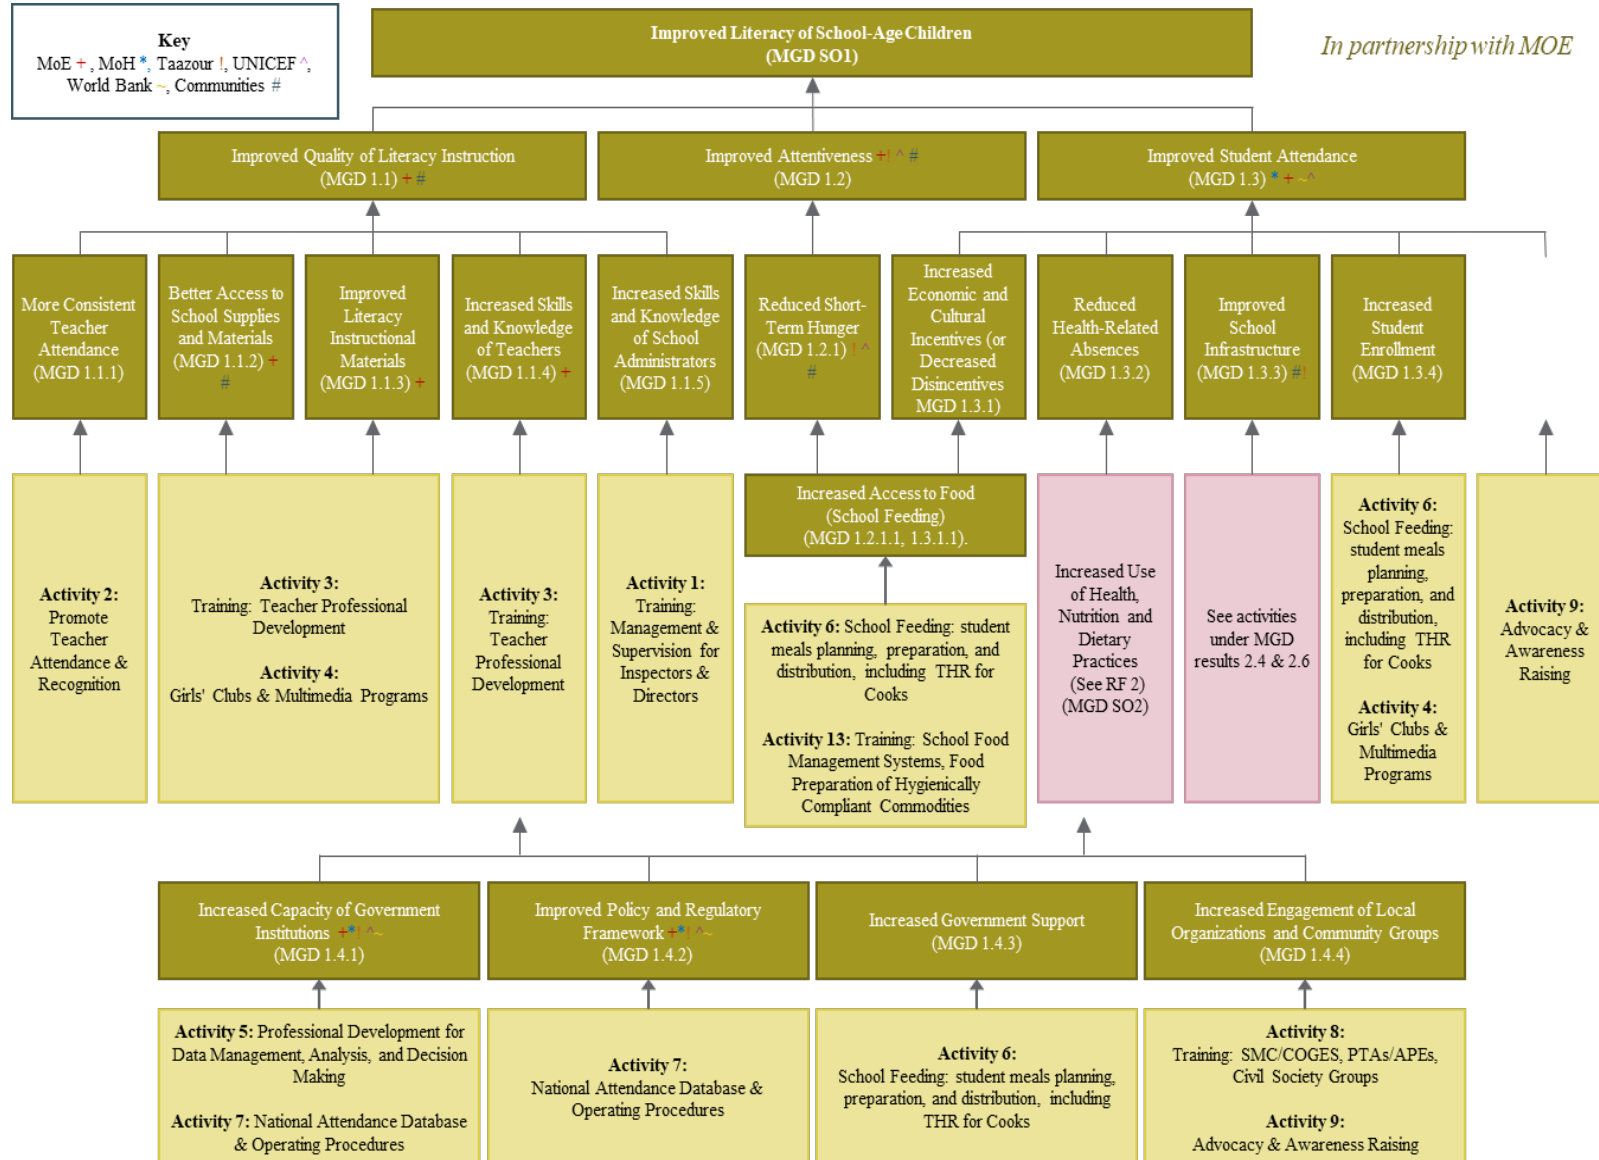 Key
MoE + , MoH *, Taazour !, UNICEF ^,
World Bank ~, Communities #
Improved Literacy of School-Age Children
(MGD SO1)
In partnership with MOE
Improved Quality of Literacy Instruction
(MGD 1.1) + #
Improved Attentiveness +! ^ #
(MGD 1.2)
Improved Student Attendance
(MGD 1.3) * + ~^
More Consistent
Teacher
Attendance
(MGD 1.1.1)
Better Access to
School Supplies
and Materials
(MGD 1.1.2) +
#
Improved
Literacy
Instructional
Materials
(MGD 1.1.3) +
Increased Skills
and Knowledge
of Teachers
(MGD 1.1.4) +
Increased Skills
and Knowledge
of School
Administrators
(MGD 1.1.5)
Reduced Short-
Term Hunger
(MGD 1.2.1) ! ^
#
Increased
Economic and
Cultural
Incentives (or
Decreased
Disincentives
MGD 1.3.1)
Reduced
Health-Related
Absences
(MGD 1.3.2)
Improved
School
Infrastructure
(MGD 1.3.3) #!
Increased
Student
Enrollment
(MGD 1.3.4)
Activity 2:
Promote
Teacher
Attendance &
Recognition
Activity 3:
Training: Teacher Professional
Development
Activity 4:
Girls' Clubs & Multimedia Programs
Activity 3:
Training:
Teacher
Professional
Development
Activity 1:
Training:
Management &
Supervision for
Inspectors &
Directors
Increased Access to Food
(School Feeding)
(MGD 1.2.1.1, 1.3.1.1).
Activity 6: School Feeding: student
meals planning, preparation, and
distribution, including THR for
Cooks
Activity 13: Training: School Food
Management Systems, Food
Preparation of Hygienically
Compliant Commodities
Increased Use
of Health,
Nutrition and
Dietary
Practices
(See RF 2)
(MGD SO2)
See activities
under MGD
results 2.4 & 2.6
Activity 6:
School Feeding:
student meals
planning,
preparation, and
distribution,
including THR
for Cooks
Activity 4:
Girls' Clubs &
Multimedia
Programs
Activity 9:
Advocacy &
Awareness
Raising
Increased Capacity of Government
Institutions +*! ^~
(MGD 1.4.1)
Improved Policy and Regulatory
Framework +*! ^~
(MGD 1.4.2)
Increased Government Support
(MGD 1.4.3)
Increased Engagement of Local
Organizations and Community Groups
(MGD 1.4.4)
Activity 5: Professional Development for
Data Management, Analysis, and Decision
Making
Activity 7: National Attendance Database
& Operating Procedures
Activity 7:
National Attendance Database &
Operating Procedures
Activity 6:
School Feeding: student meals planning,
preparation, and distribution, including
THR for Cooks
Activity 8:
Training: SMC/COGES, PTAs/APEs,
Civil Society Groups
Activity 9:
Advocacy & Awareness Raising